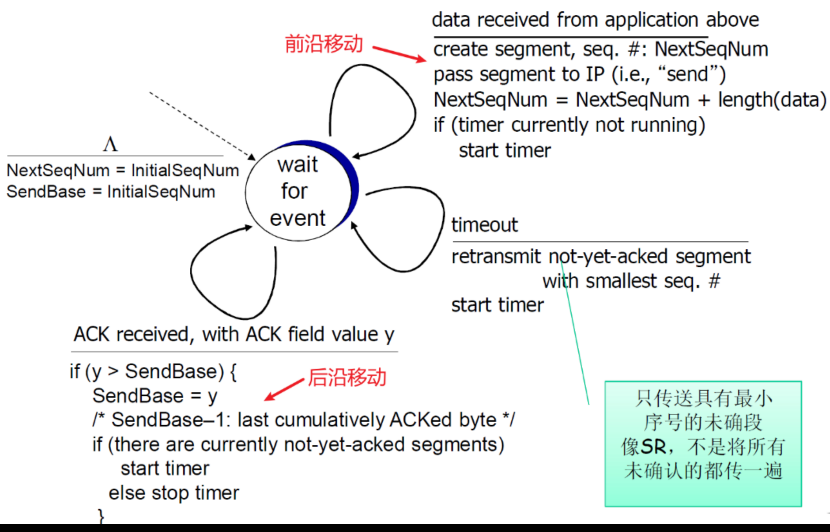 data received from application above
前沿移动
create segment, seq. #: NextSeqNum
pass segment to IP (i.e., “send”)
NextSeqNum = NextSeqNum + length(data)
if (timer currently not running)
start timer
Λ
NextSeqNum = InitialSeqNum
SendBase = InitialSeqNum
wait
for
event
timeout
retransmit not-yet-acked segment
with smallest seq. #
start timer
ACK received, with ACK field value y
if (y > SendBase) {
SendBase = y
后沿移动
/* SendBase–1: last cumulatively ACKed byte */
if (there are currently not-yet-acked segments)
start timer
else stop timer
}
只传送具有最小
序号的未确段
像SR，不是将所有
未确认的都传一遍